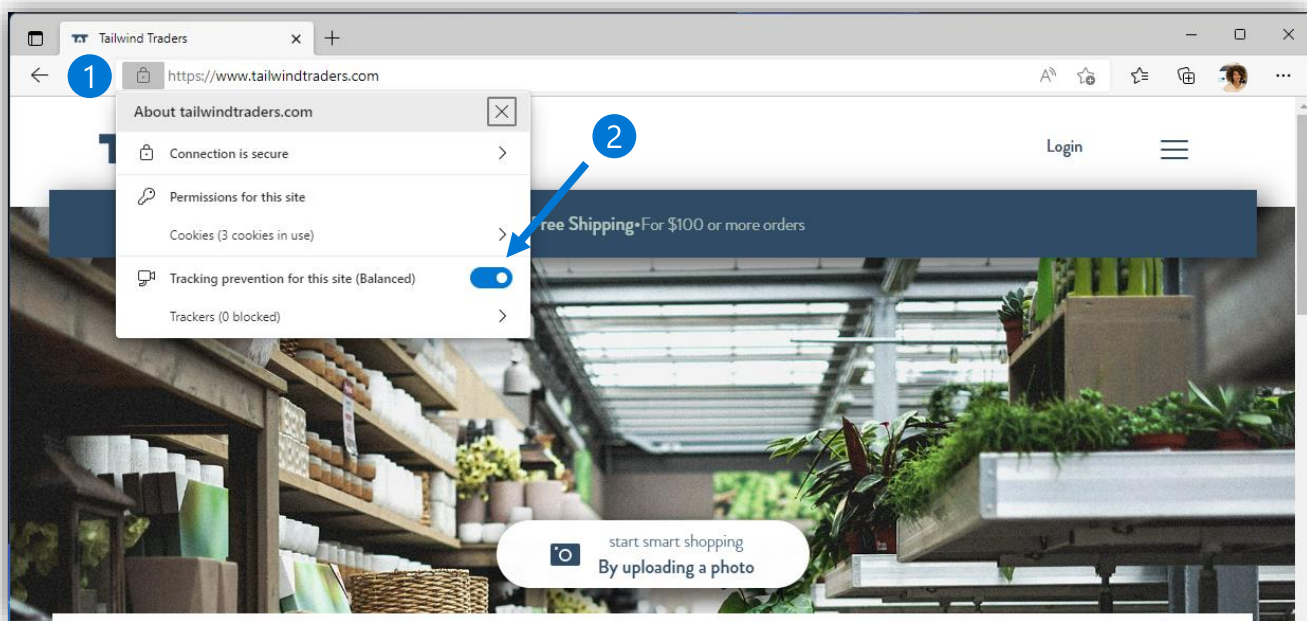 Tailwind Traders
1
https://www.tailwindtraders.com
About tailwindtraders.com
2
Connection is secure
Login
Permissions for this site
Free Shipping•For $100 or more orders
Cookies (3 cookies in use)
Tracking prevention for this site (Balanced)
Trackers (0 blocked)
start smart shopping
By uploading a photo